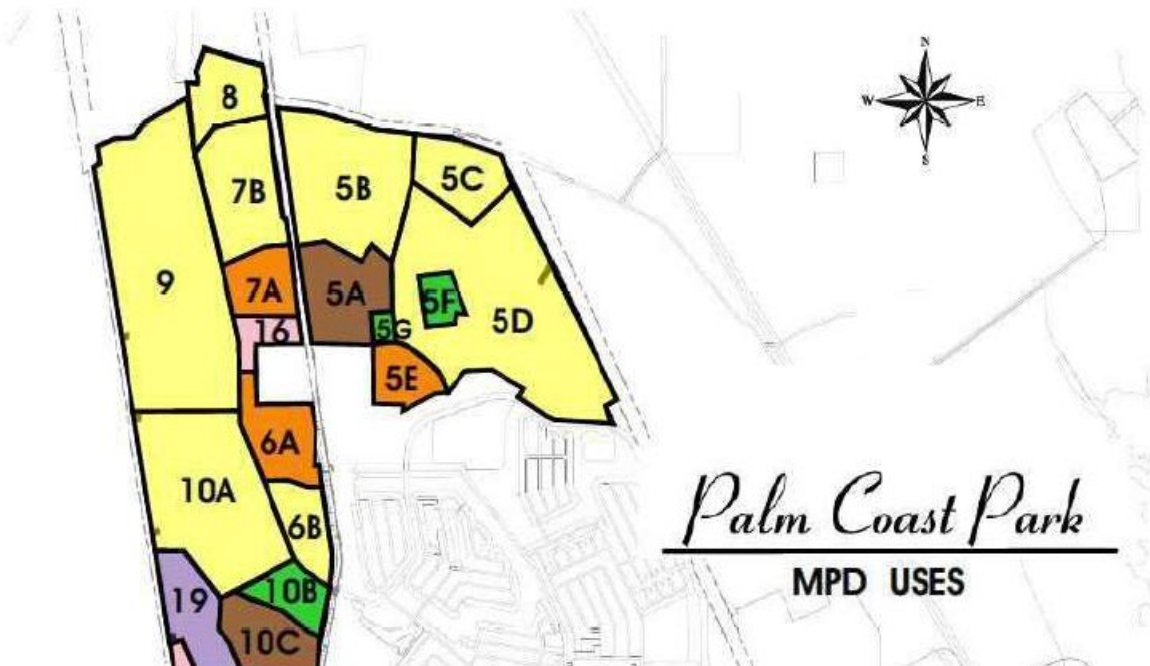 N
W E
S
8
7B
5B
5C
9
7A
5A
5F
5D
16
5G
5E
6A
10A
6B
Palm Coast Park
MPD USES
19
10B
10C